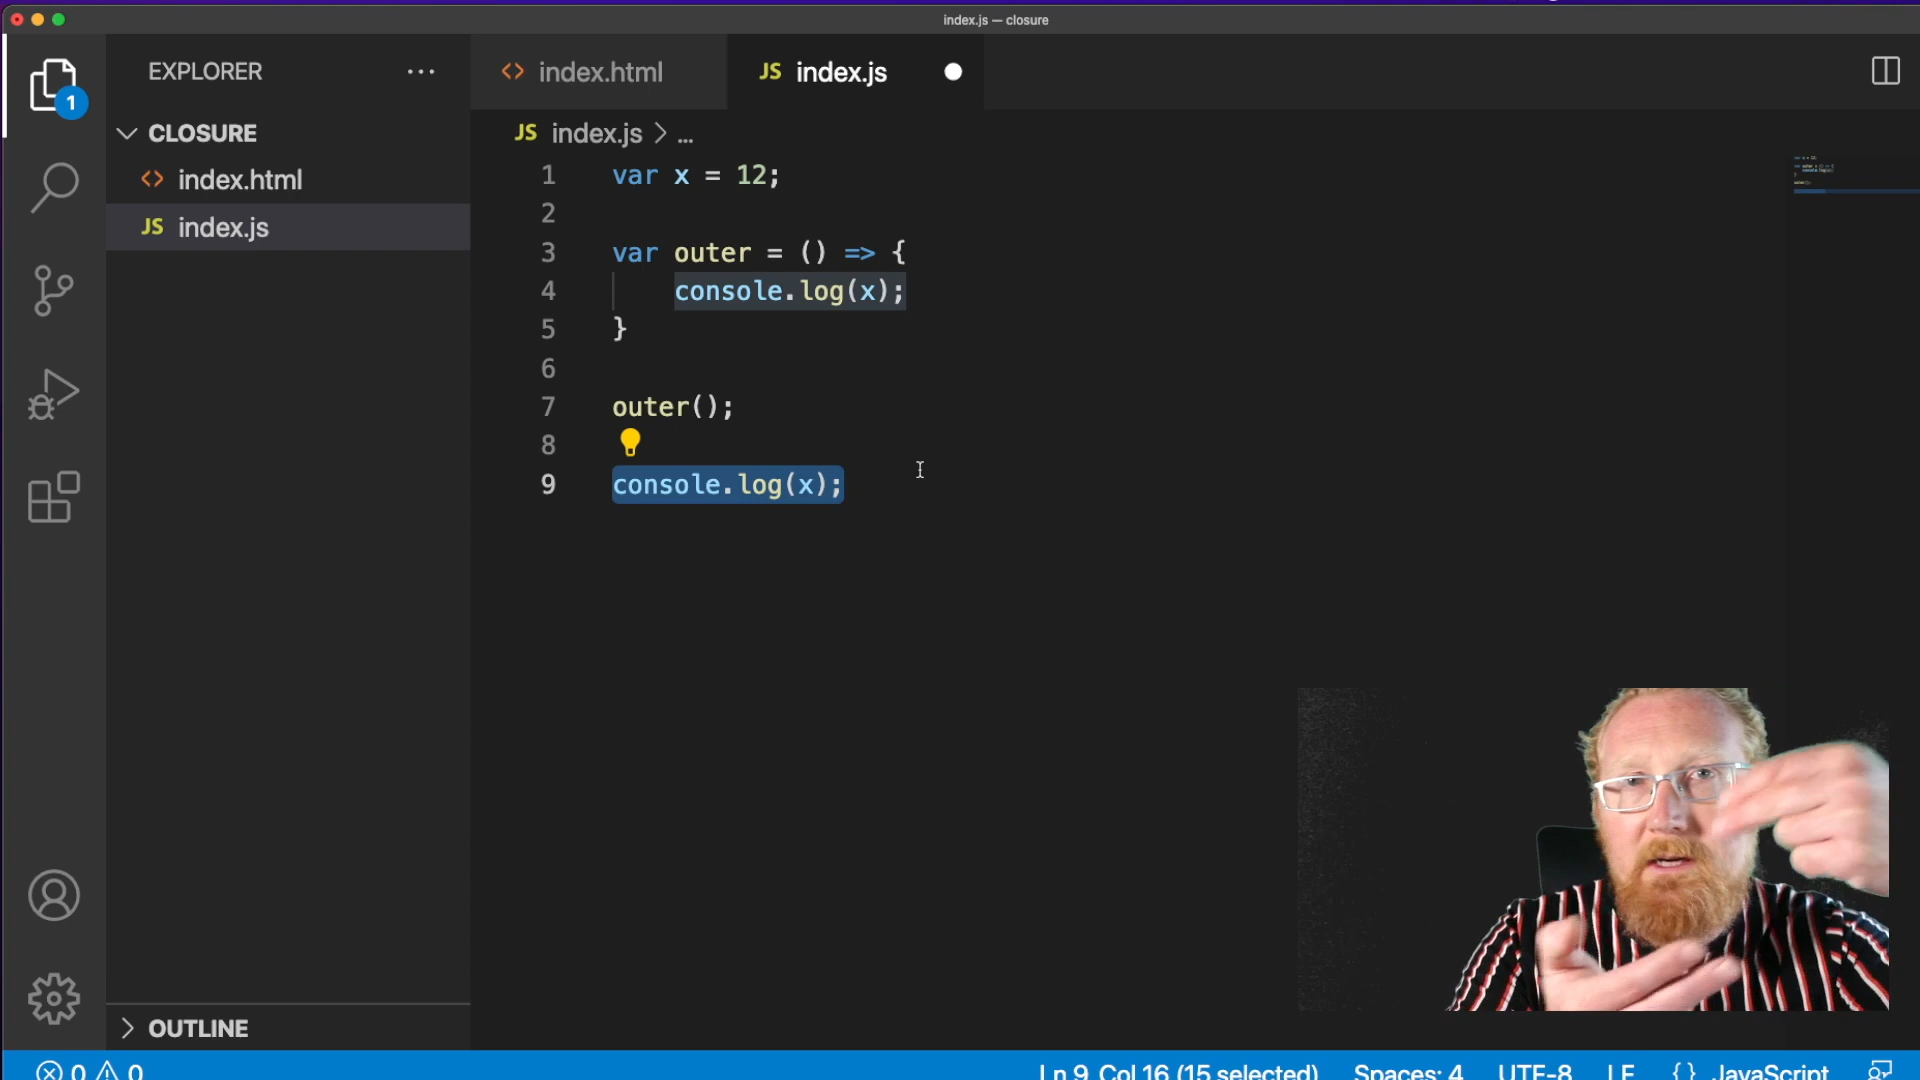 index.js — closure
EXPLORER ...
1
CLOSURE
<> index.html
JS index.js
OUTLINE
<> index.html
JS index.js
JS index.js > ...
1 var x = 12;
2
3 var outer = () => {
4 console.log(x);
5 }
6
7 outer();
8
9 console.log(x);
0 0
Ln 9, Col 16 (15 selected) Spaces: 4 UTF-8 LF {} JavaScript